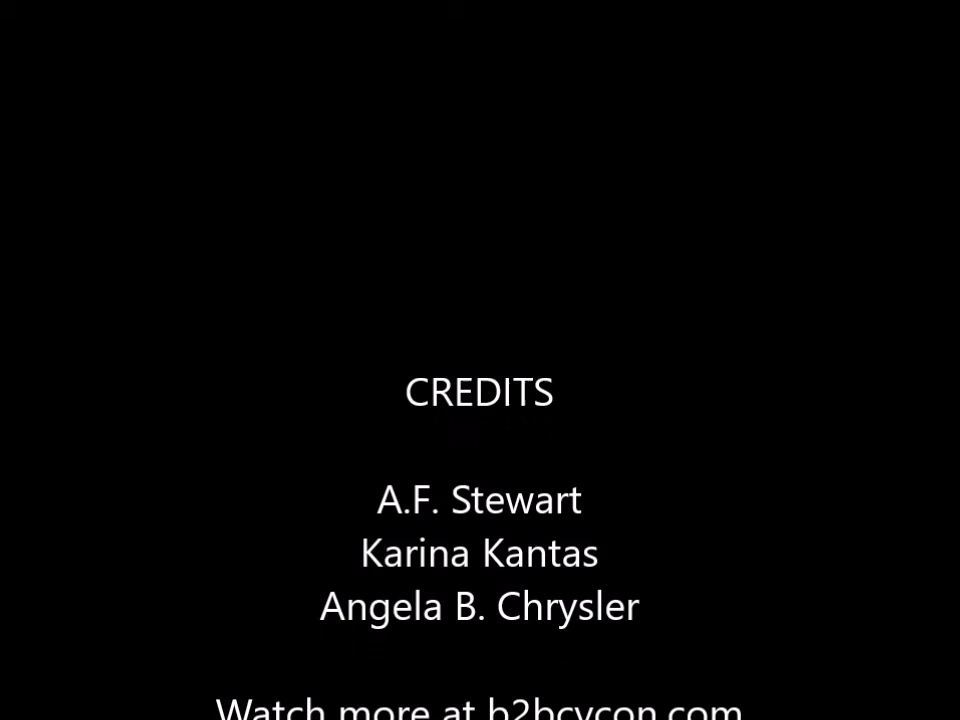 CREDITS
A.F. Stewart
Karina Kantas
Angela B. Chrysler
Watch more at b2bcycon.com